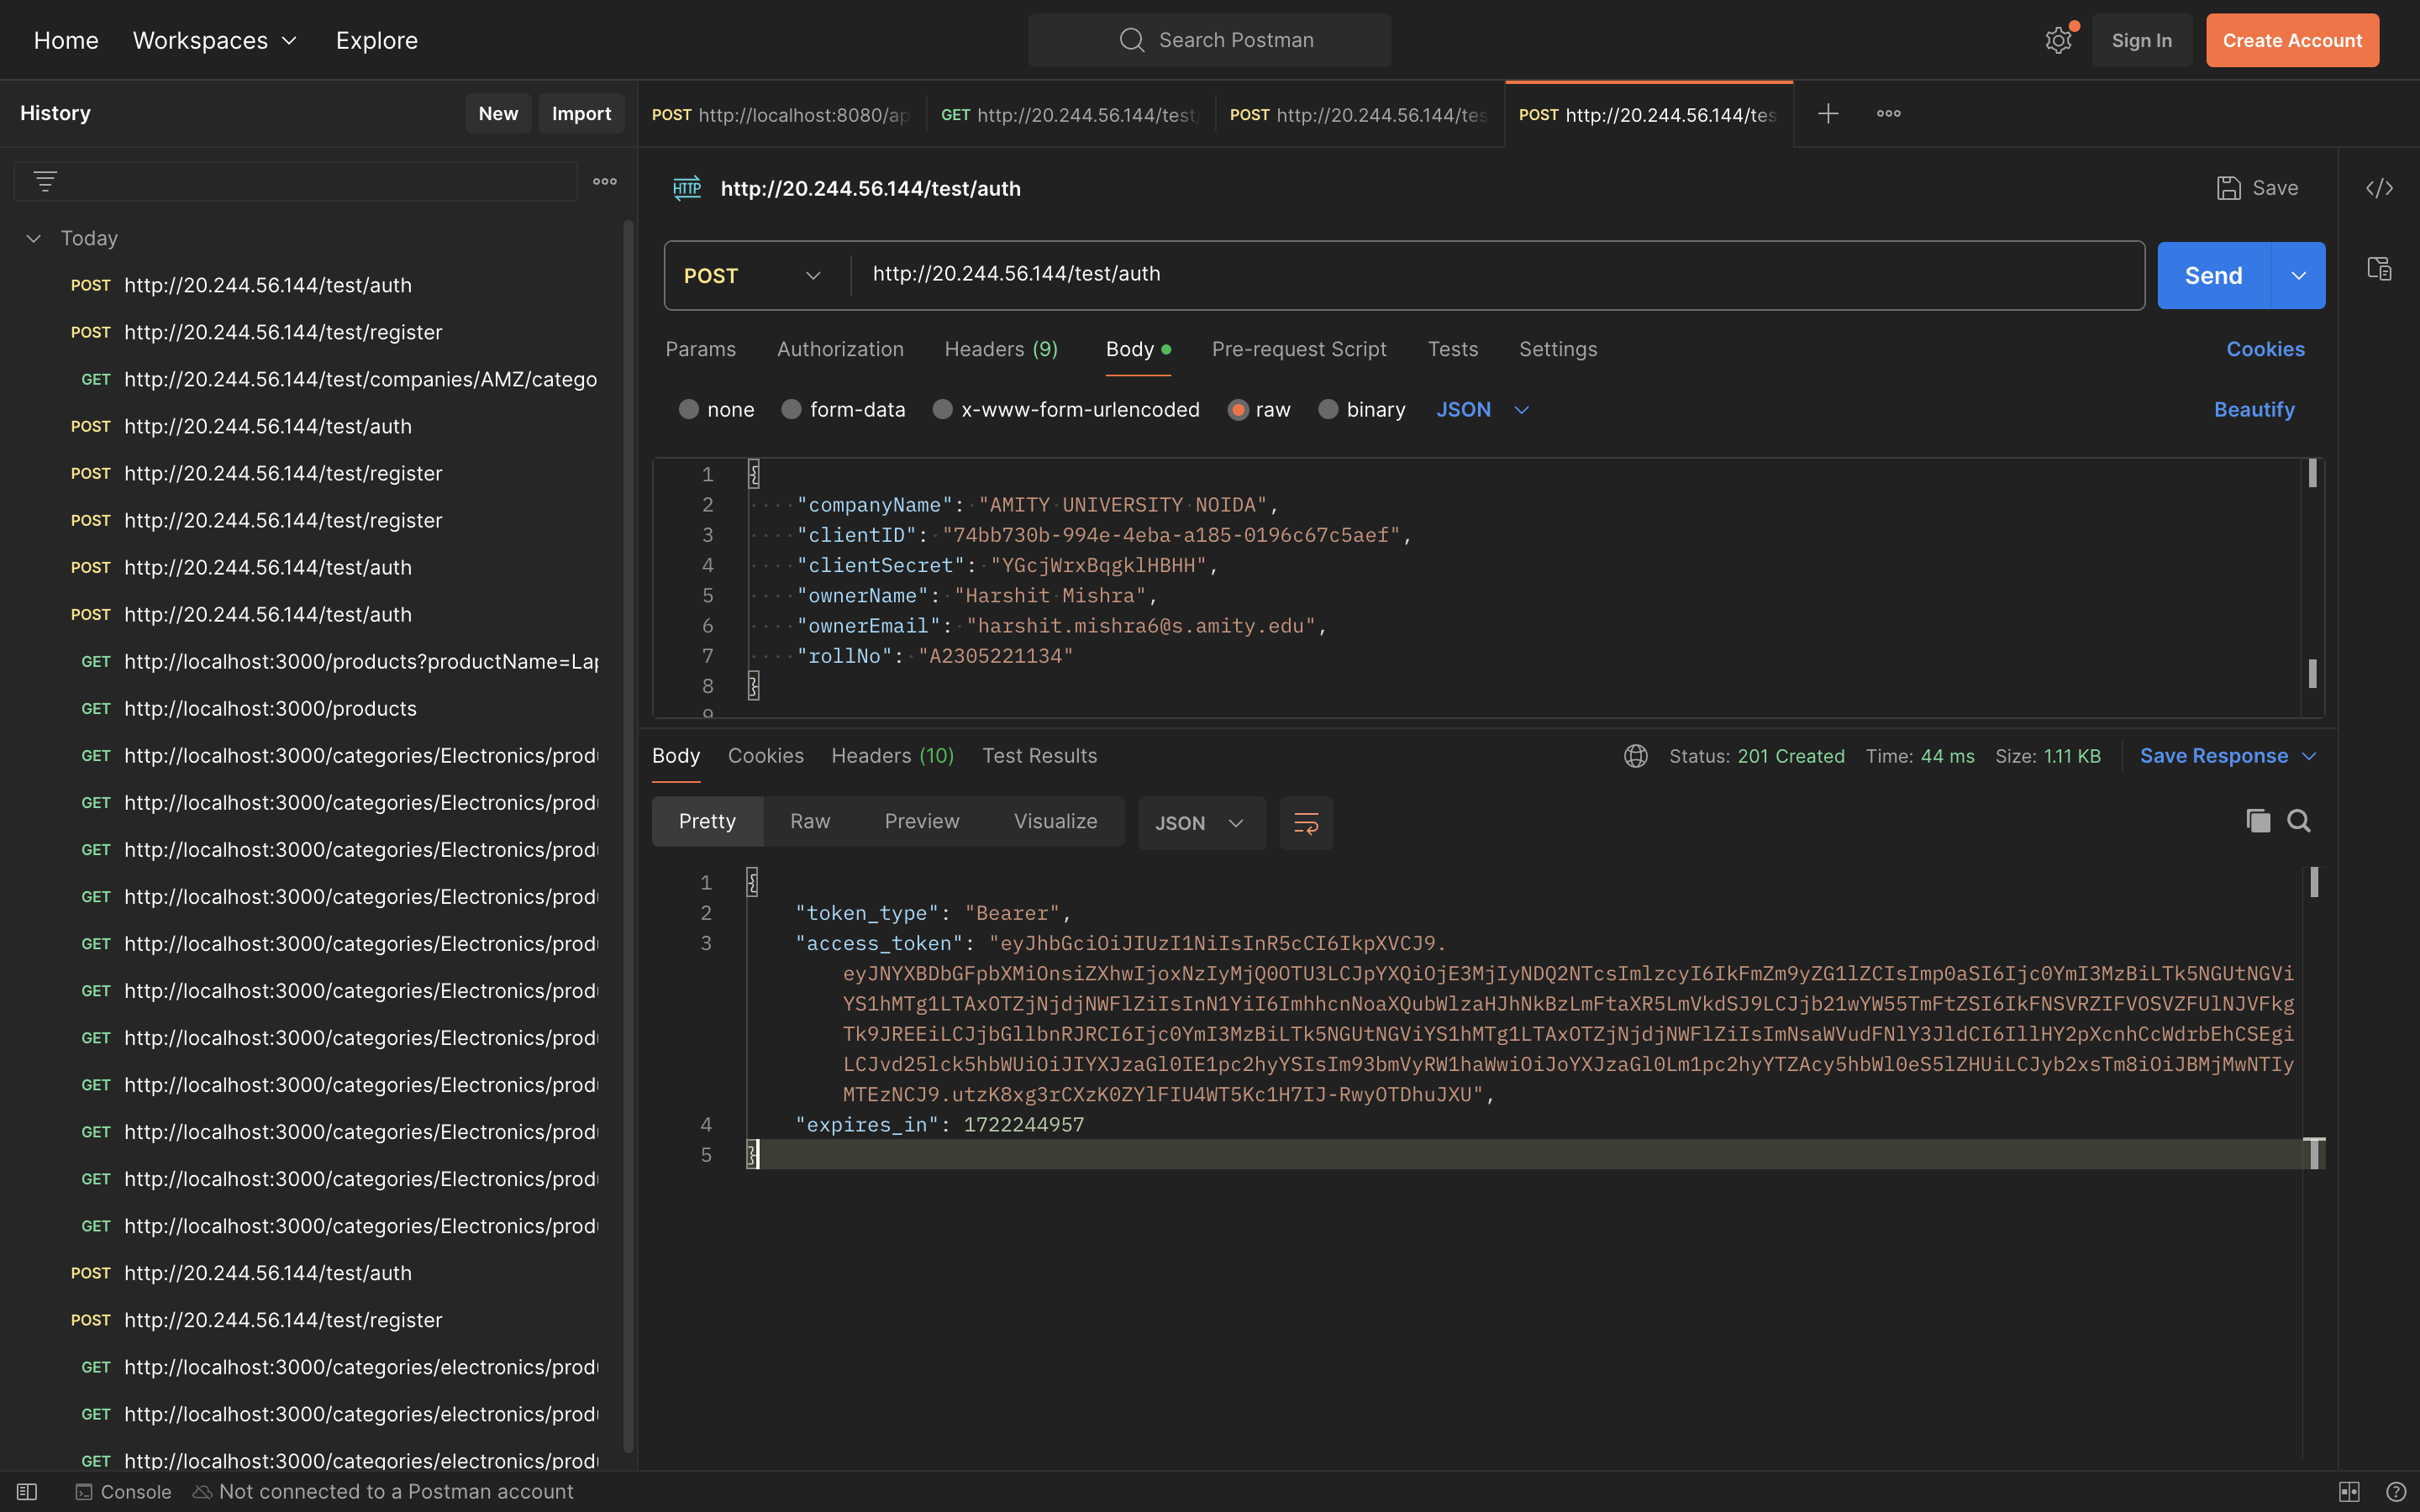 Home Workspaces Explore Search Postman Sign In Create Account
History New Import
POST http://localhost:8080/ap GET http://20.244.56.144/test/ POST http://20.244.56.144/tes POST http://20.244.56.144/tes
HTTP http://20.244.56.144/test/auth Save
Today
POST http://20.244.56.144/test/auth
POST http://20.244.56.144/test/register
GET http://20.244.56.144/test/companies/AMZ/catego
POST http://20.244.56.144/test/auth
POST http://20.244.56.144/test/register
POST http://20.244.56.144/test/register
POST http://20.244.56.144/test/auth
POST http://20.244.56.144/test/auth
GET http://localhost:3000/products?productName=Lap
GET http://localhost:3000/products
GET http://localhost:3000/categories/Electronics/prod
GET http://localhost:3000/categories/Electronics/prod
GET http://localhost:3000/categories/Electronics/prod
GET http://localhost:3000/categories/Electronics/prod
GET http://localhost:3000/categories/Electronics/prod
GET http://localhost:3000/categories/Electronics/prod
GET http://localhost:3000/categories/Electronics/prod
GET http://localhost:3000/categories/Electronics/prod
GET http://localhost:3000/categories/Electronics/prod
GET http://localhost:3000/categories/Electronics/prod
GET http://localhost:3000/categories/Electronics/prod
POST http://20.244.56.144/test/auth
POST http://20.244.56.144/test/register
GET http://localhost:3000/categories/electronics/prod
GET http://localhost:3000/categories/electronics/prod
GET http://localhost:3000/categories/electronics/prod
POST http://20.244.56.144/test/auth Send
Params Authorization Headers (9) Body Pre-request Script Tests Settings Cookies
none form-data x-www-form-urlencoded raw binary JSON Beautify
1 {
2 "companyName": "AMITY UNIVERSITY NOIDA",
3 "clientID": "74bb730b-994e-4eba-a185-0196c67c5aef",
4 "clientSecret": "YGcjWrxBqgklHBHH",
5 "ownerName": "Harshit Mishra",
6 "ownerEmail": "harshit.mishra6@s.amity.edu",
7 "rollNo": "A2305221134"
8 }
9
Body Cookies Headers (10) Test Results Status: 201 Created Time: 44 ms Size: 1.11 KB Save Response
Pretty Raw Preview Visualize JSON
1 {
2 "token_type": "Bearer",
3 "access_token": "eyJhbGciOiJIUzI1NiIsInR5cCI6IkpXVCJ9.
eyJNYXBDbGFpbXMiOnsiZXhwIjoxNzIyMjQ0OTU3LCJpYXQiOjE3MjIyNDQ2NTcsImlzcyI6IkFmZm9yZG1lZCIsImp0aSI6Ijc0YmI3MzBiLTk5NGUtNGVi
YS1hMTg1LTAxOTZjNjdjNWFlZiIsInN1YiI6ImhhcnNoaXQubWlzaHJhNkBzLmFtaXR5LmVkdSJ9LCJjb21wYW55TmFtZSI6IkFNSVRZIFVOSVZFUlNJVFkg
Tk9JREEiLCJjbGllbnRJRCI6Ijc0YmI3MzBiLTk5NGUtNGViYS1hMTg1LTAxOTZjNjdjNWFlZiIsImNsaWVudFNlY3JldCI6IllHY2pXcnhCcWdrbEhCSEgi
LCJvd25lck5hbWUiOiJIYXJzaGl0IE1pc2hyYSIsIm93bmVyRW1haWwiOiJoYXJzaGl0Lm1pc2hyYTZAcy5hbWl0eS5lZHUiLCJyb2xsTm8iOiJBMjMwNTIy
MTEzNCJ9.utzK8xg3rCXzK0ZYlFIU4WT5Kc1H7IJ-RwyOTDhuJXU",
4 "expires_in": 1722244957
5 }
Console Not connected to a Postman account